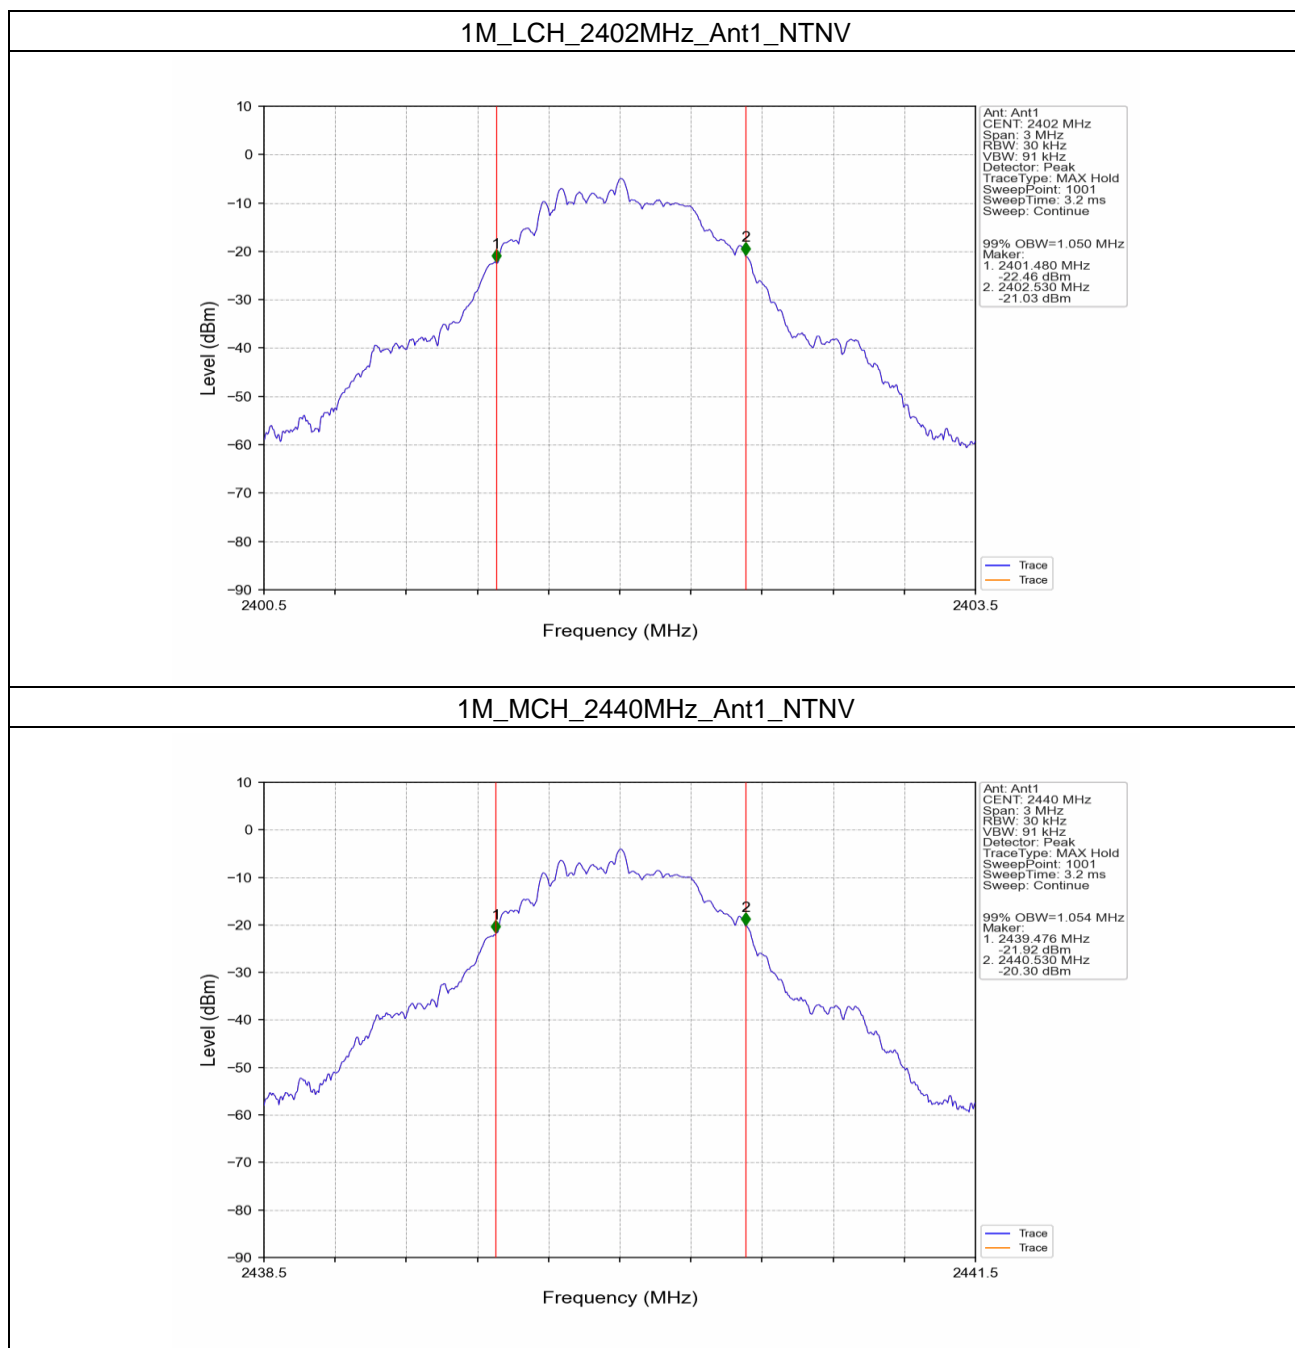 1M_LCH_2402MHz_Ant1_NTNV
10
0
−10
−20
−30
−40
−50
−60
−70
−80
−90
Level (dBm)
1
2
2400.5
2403.5
Frequency (MHz)
Ant: Ant1
CENT: 2402 MHz
Span: 3 MHz
RBW: 30 kHz
VBW: 91 kHz
Detector: Peak
TraceType: MAX Hold
SweepPoint: 1001
SweepTime: 3.2 ms
Sweep: Continue
99% OBW=1.050 MHz
Maker:
1. 2401.480 MHz
-22.46 dBm
2. 2402.530 MHz
-21.03 dBm
Trace
Trace
1M_MCH_2440MHz_Ant1_NTNV
10
0
−10
−20
−30
−40
−50
−60
−70
−80
−90
Level (dBm)
1
2
2438.5
2441.5
Frequency (MHz)
Ant: Ant1
CENT: 2440 MHz
Span: 3 MHz
RBW: 30 kHz
VBW: 91 kHz
Detector: Peak
TraceType: MAX Hold
SweepPoint: 1001
SweepTime: 3.2 ms
Sweep: Continue
99% OBW=1.054 MHz
Maker:
1. 2439.476 MHz
-21.92 dBm
2. 2440.530 MHz
-20.30 dBm
Trace
Trace